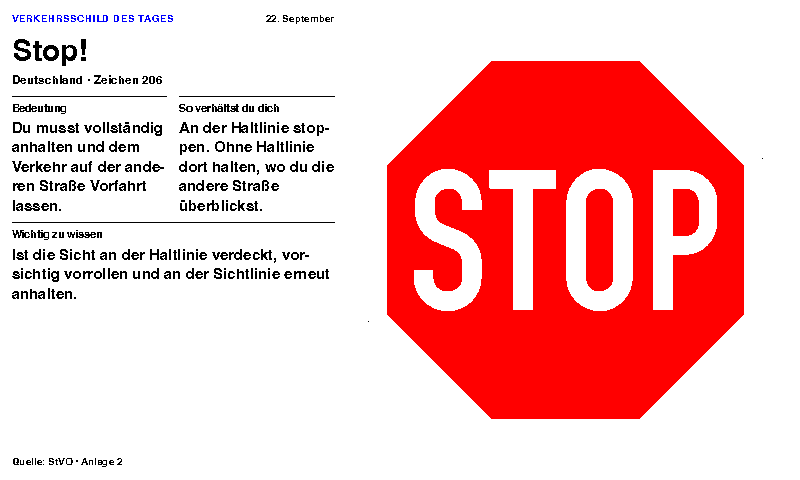 VERKEHRSSCHILD DES TAGES
22. September
Stop!
Deutschland · Zeichen 206
Bedeutung
Du musst vollständig
anhalten und dem
Verkehr auf der ande-
ren Straße Vorfahrt
lassen.
So verhältst du dich
An der Haltlinie stop-
pen. Ohne Haltlinie
dort halten, wo du die
andere Straße
überblickst.
Wichtig zu wissen
Ist die Sicht an der Haltlinie verdeckt, vor-
sichtig vorrollen und an der Sichtlinie erneut
anhalten.
Quelle: StVO · Anlage 2
STOP